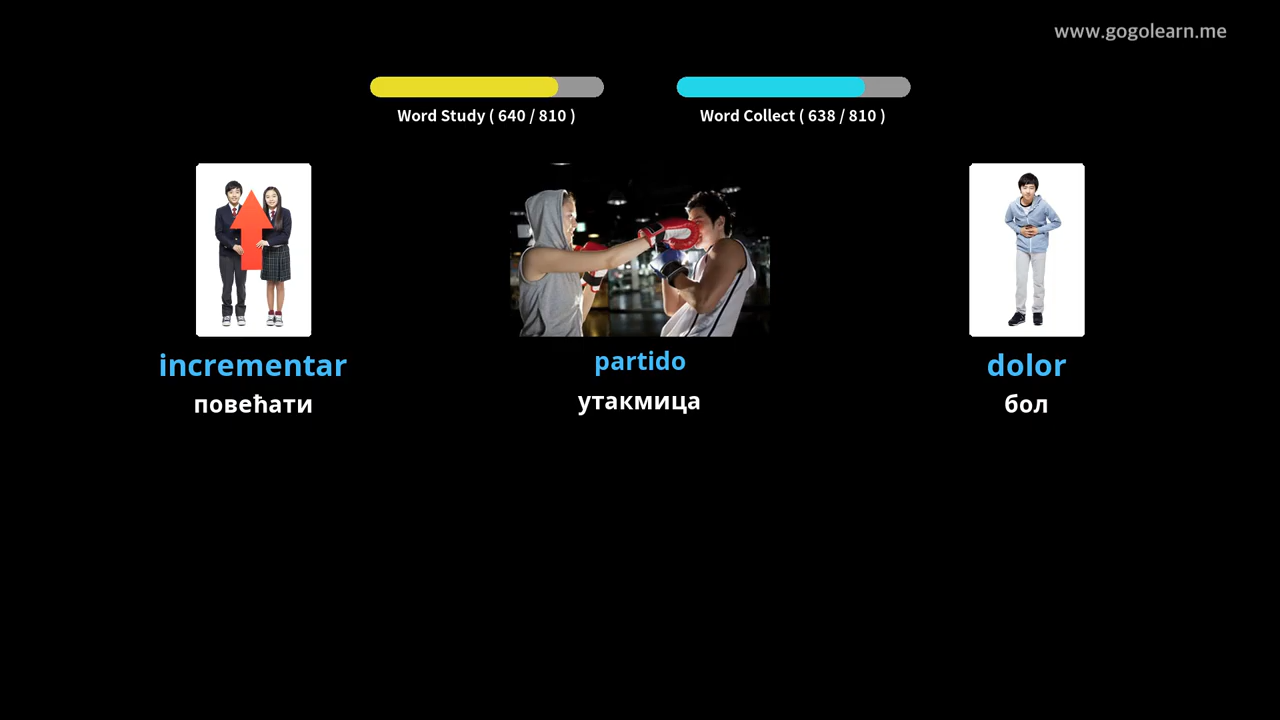 www.gogolearn.me
Word Study ( 640 / 810 )
Word Collect ( 638 / 810 )
incrementar
повећати
partido
утакмица
dolor
бол